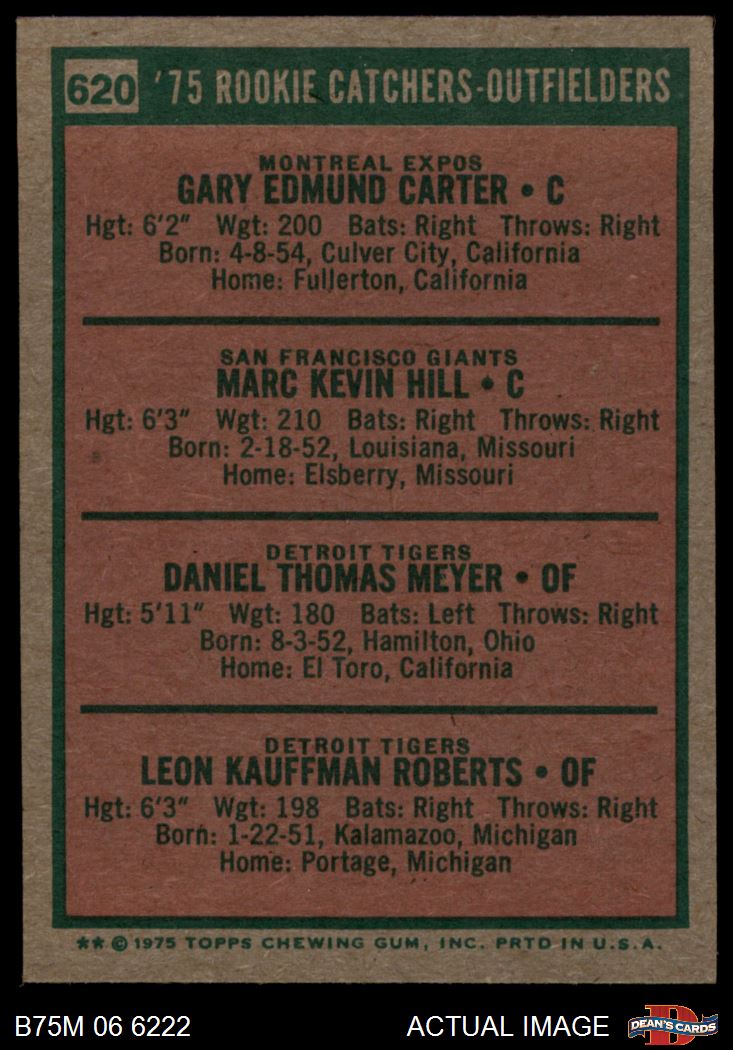 620 '75 ROOKIE CATCHERS-OUTFIELDERS
MONTREAL EXPOS
GARY EDMUND CARTER • C
Hgt: 6'2" Wgt: 200 Bats: Right Throws: Right
Born: 4-8-54, Culver City, California
Home: Fullerton, California
SAN FRANCISCO GIANTS
MARC KEVIN HILL • C
Hgt: 6'3" Wgt: 210 Bats: Right Throws: Right
Born: 2-18-52, Louisiana, Missouri
Home: Elsberry, Missouri
DETROIT TIGERS
DANIEL THOMAS MEYER • OF
Hgt: 5'11" Wgt: 180 Bats: Left Throws: Right
Born: 8-3-52, Hamilton, Ohio
Home: El Toro, California
DETROIT TIGERS
LEON KAUFFMAN ROBERTS • OF
Hgt: 6'3" Wgt: 198 Bats: Right Throws: Right
Born: 1-22-51, Kalamazoo, Michigan
Home: Portage, Michigan
** © 1975 TOPPS CHEWING GUM, INC. PRTD IN U.S.A.
B75M 06 6222 ACTUAL IMAGE D DEAN'S CARDS